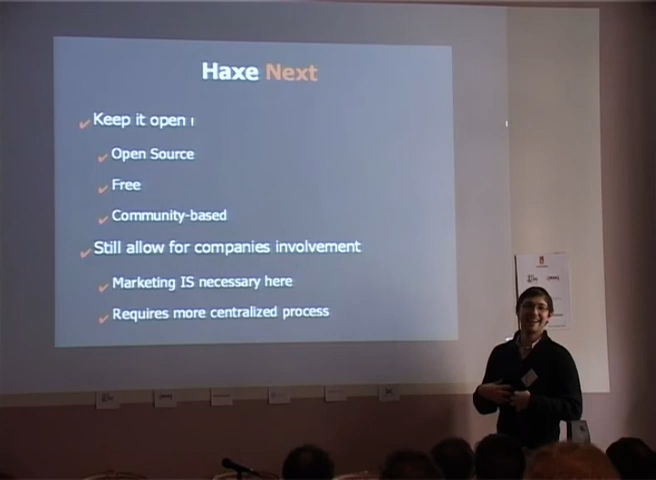 Haxe Next
Keep it open
Open Source
Free
Community-based
Still allow for companies involvement
Marketing IS necessary here
Requires more centralized process